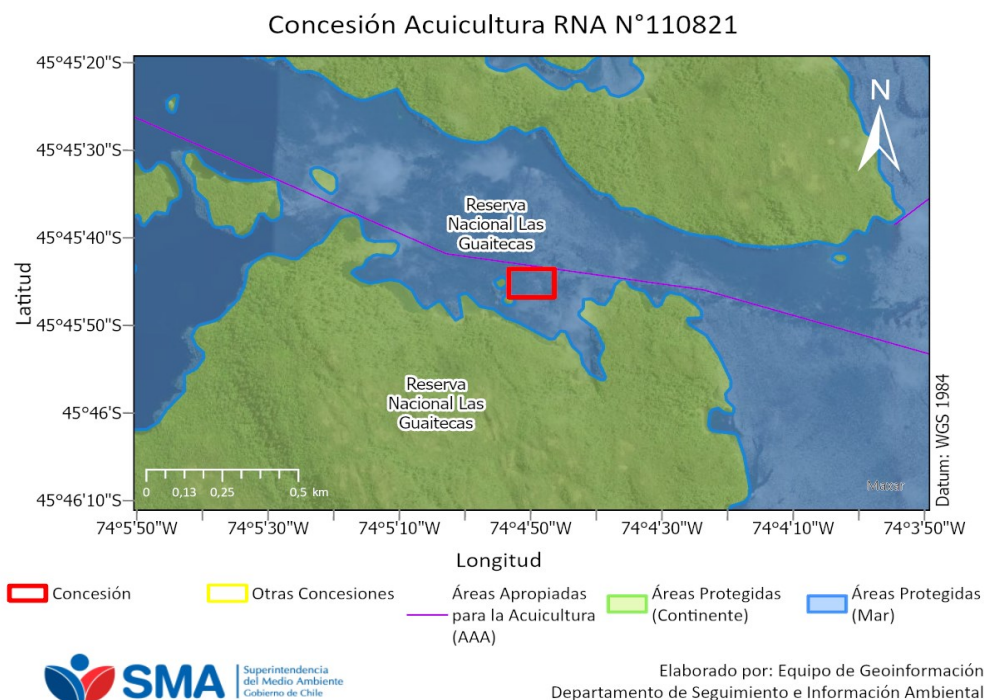 Concesión Acuicultura RNA N°110821
45°45'20"S
45°45'30"S
45°45'40"S
45°45'50"S
45°46'S
45°46'10"S
Latitud
N
Reserva
Nacional Las
Guaitecas
Reserva
Nacional Las
Guaitecas
0 0,13 0,25 0,5 km
Maxar
Datum: WGS 1984
74°5'50"W 74°5'30"W 74°5'10"W 74°4'50"W 74°4'30"W 74°4'10"W 74°3'50"W
Longitud
Concesión
Otras Concesiones
Áreas Apropiadas
para la Acuicultura
(AAA)
Áreas Protegidas
(Continente)
Áreas Protegidas
(Mar)
SMA
Superintendencia
del Medio Ambiente
Gobierno de Chile
Elaborado por: Equipo de Geoinformación
Departamento de Seguimiento e Información Ambiental